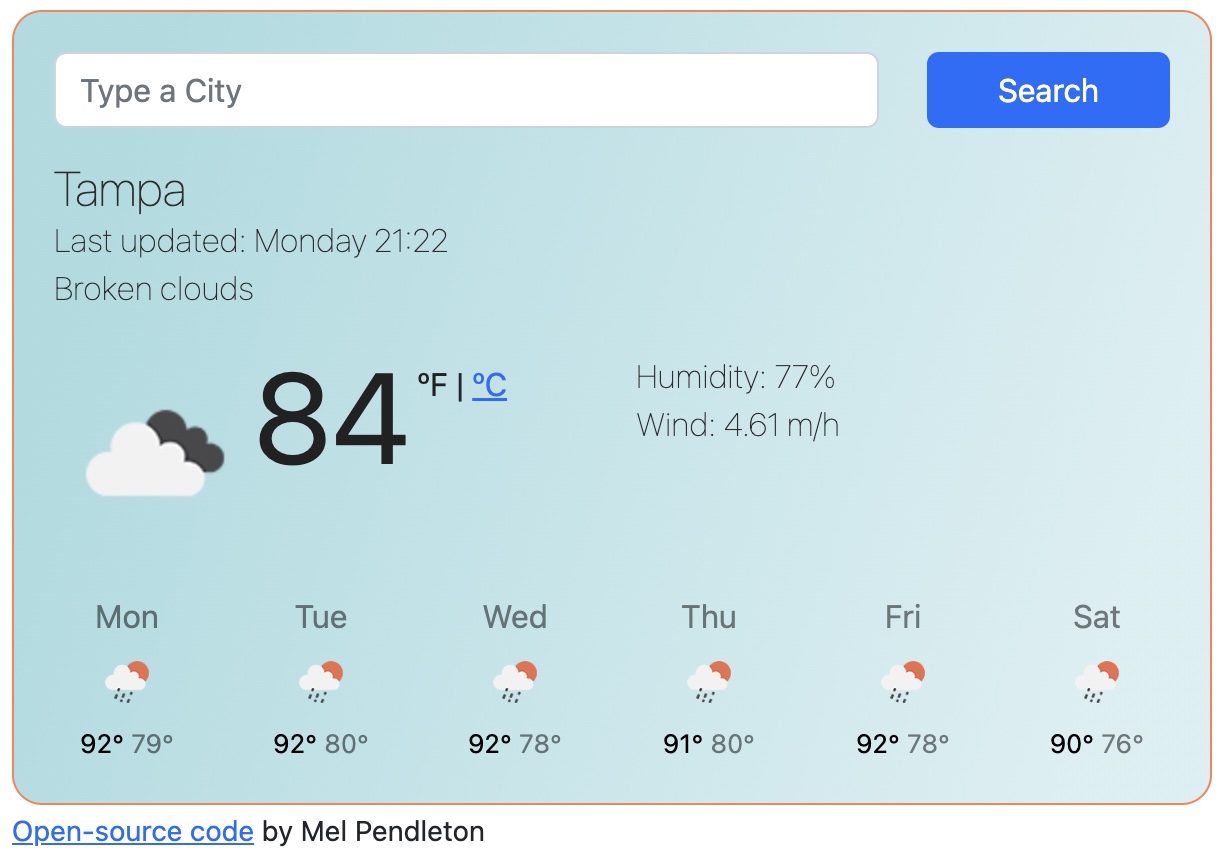 Type a City
Search
Tampa
Last updated: Monday 21:22
Broken clouds
84 °F | °C
Humidity: 77%
Wind: 4.61 m/h
Mon Tue Wed Thu Fri Sat
92° 79° 92° 80° 92° 78° 91° 80° 92° 78° 90° 76°
Open-source code by Mel Pendleton